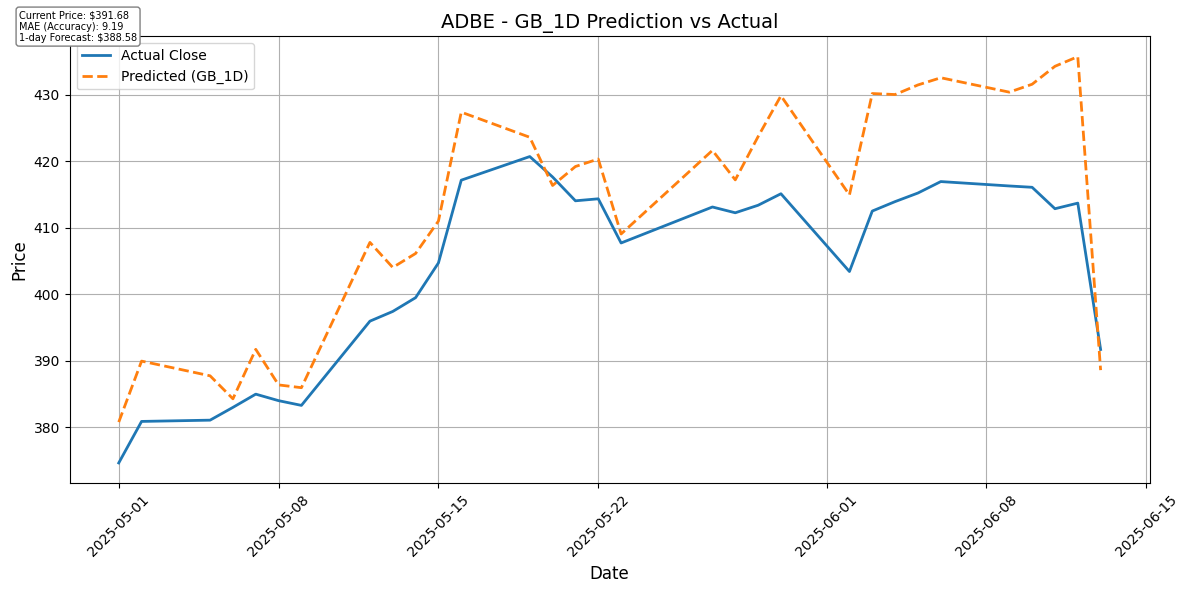 Current Price: $391.68
MAE (Accuracy): 9.19
1-day Forecast: $388.58
ADBE - GB_1D Prediction vs Actual
Actual Close
Predicted (GB_1D)
Price
430
420
410
400
390
380
2025-05-01
2025-05-08
2025-05-15
2025-05-22
2025-06-01
2025-06-08
2025-06-15
Date